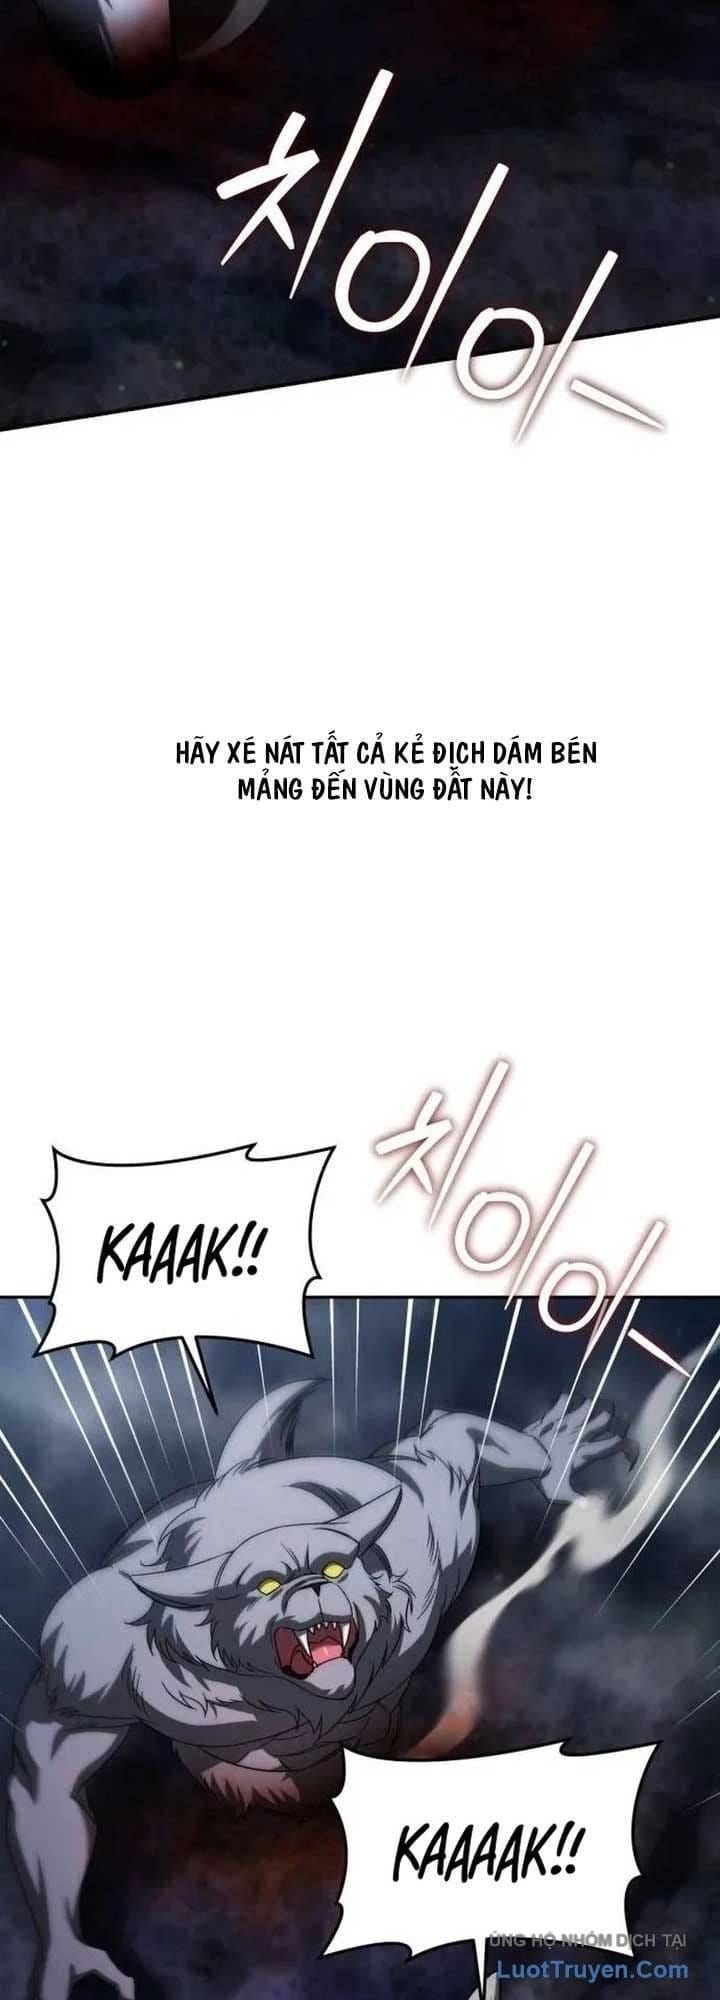 치이이-
HÃY XÉ NÁT TẤT CẢ KẺ ĐỊCH DÁM BÉN
MẢNG ĐẾN VÙNG ĐẤT NÀY!
치이이-
KAAAK!!
KAAAAK!!
ỦNG HỘ NHÓM DỊCH TẠI
LuotTruyen.Com